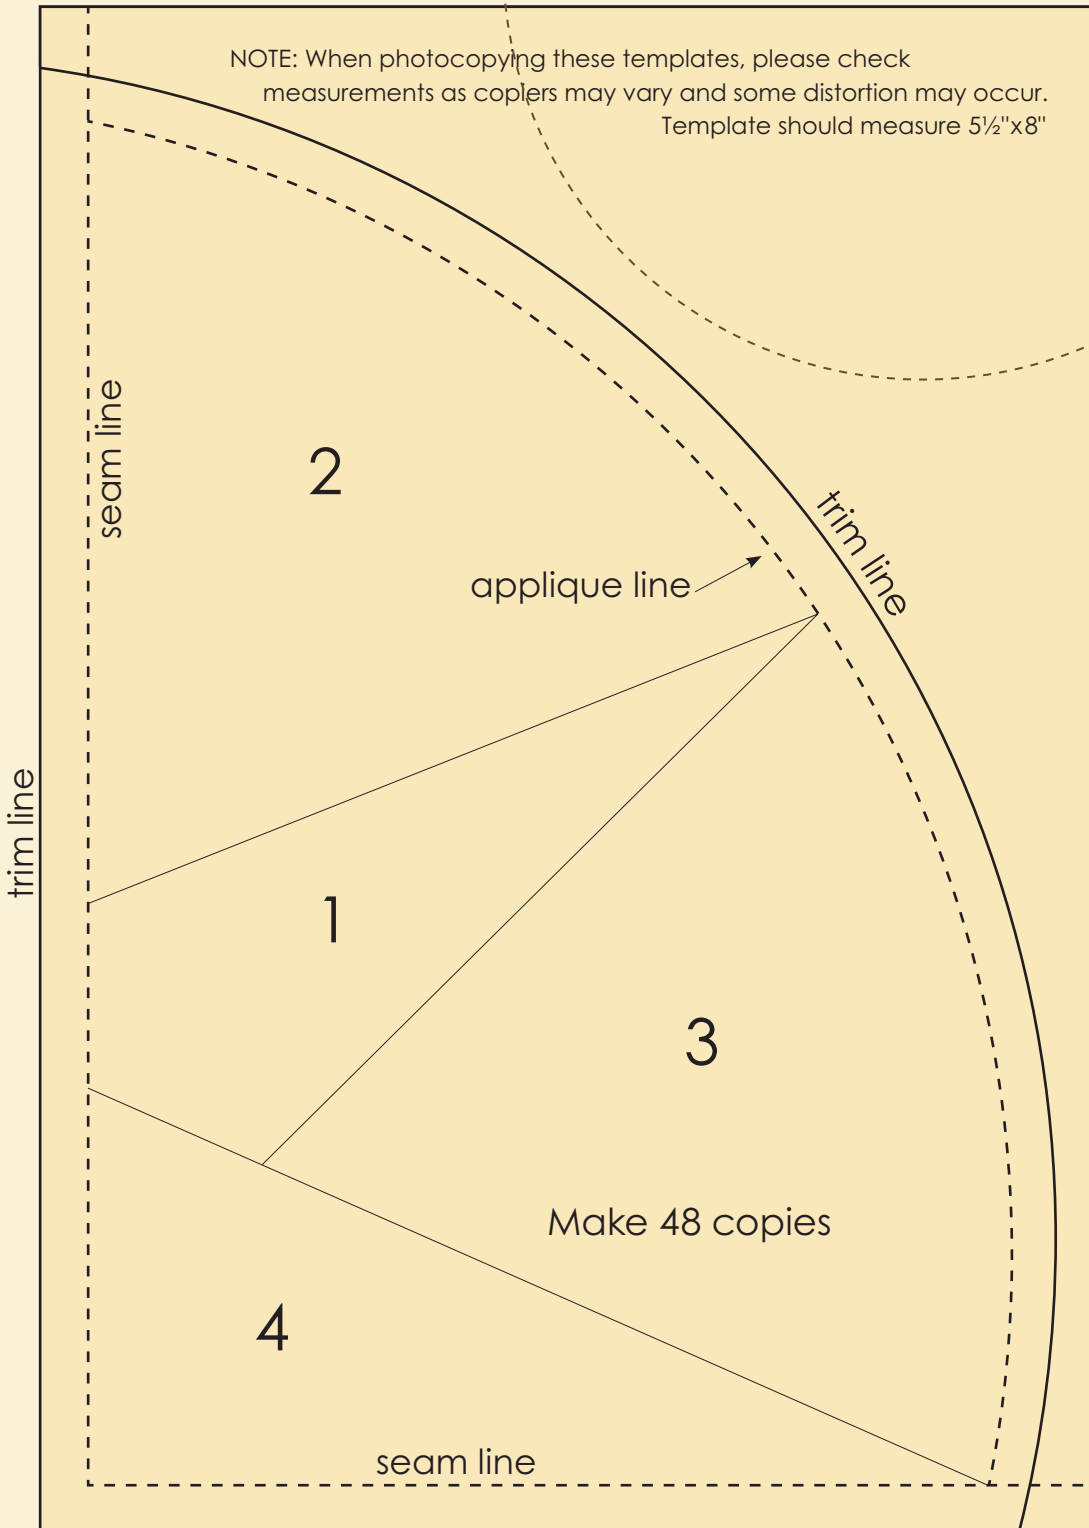 NOTE: When photocopying these templates, please check
measurements as copiers may vary and some distortion may occur.
Template should measure 5½"x8"
seam line
2
trim line
applique line
trim line
1
3
Make 48 copies
4
seam line